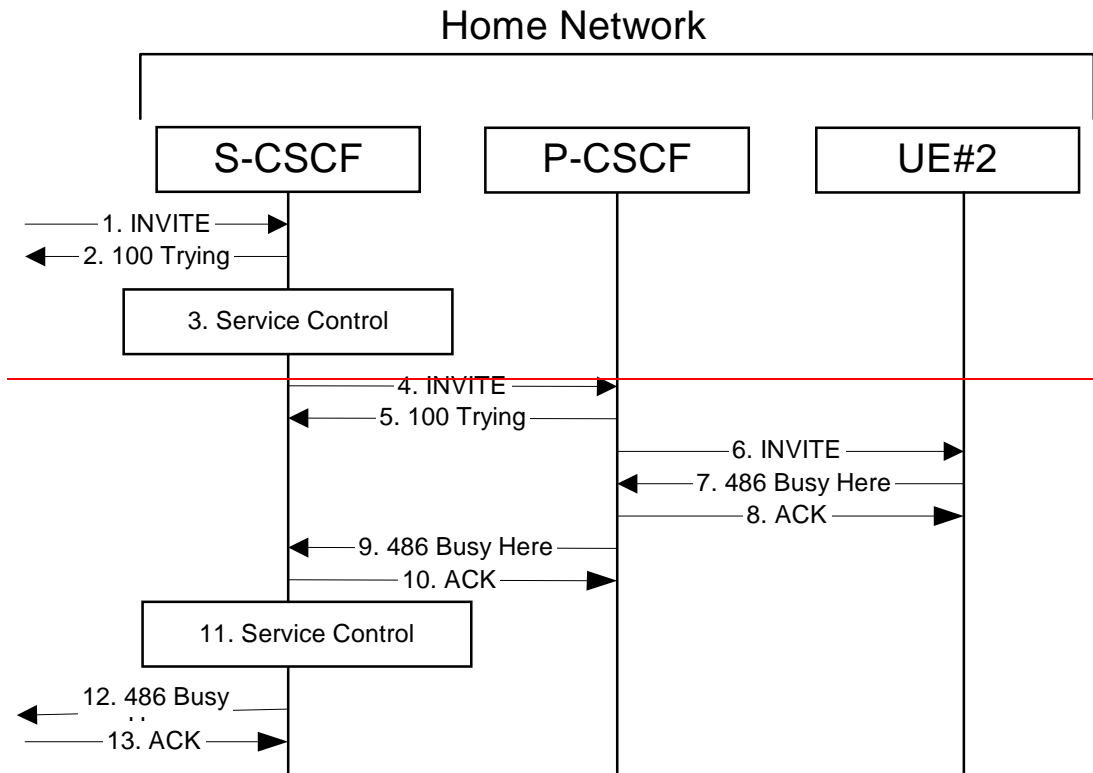 Home Network
S-CSCF
P-CSCF
UE#2
1. INVITE
2. 100 Trying
3. Service Control
4. INVITE
5. 100 Trying
6. INVITE
7. 486 Busy Here
8. ACK
9. 486 Busy Here
10. ACK
11. Service Control
12. 486 Busy
13. ACK